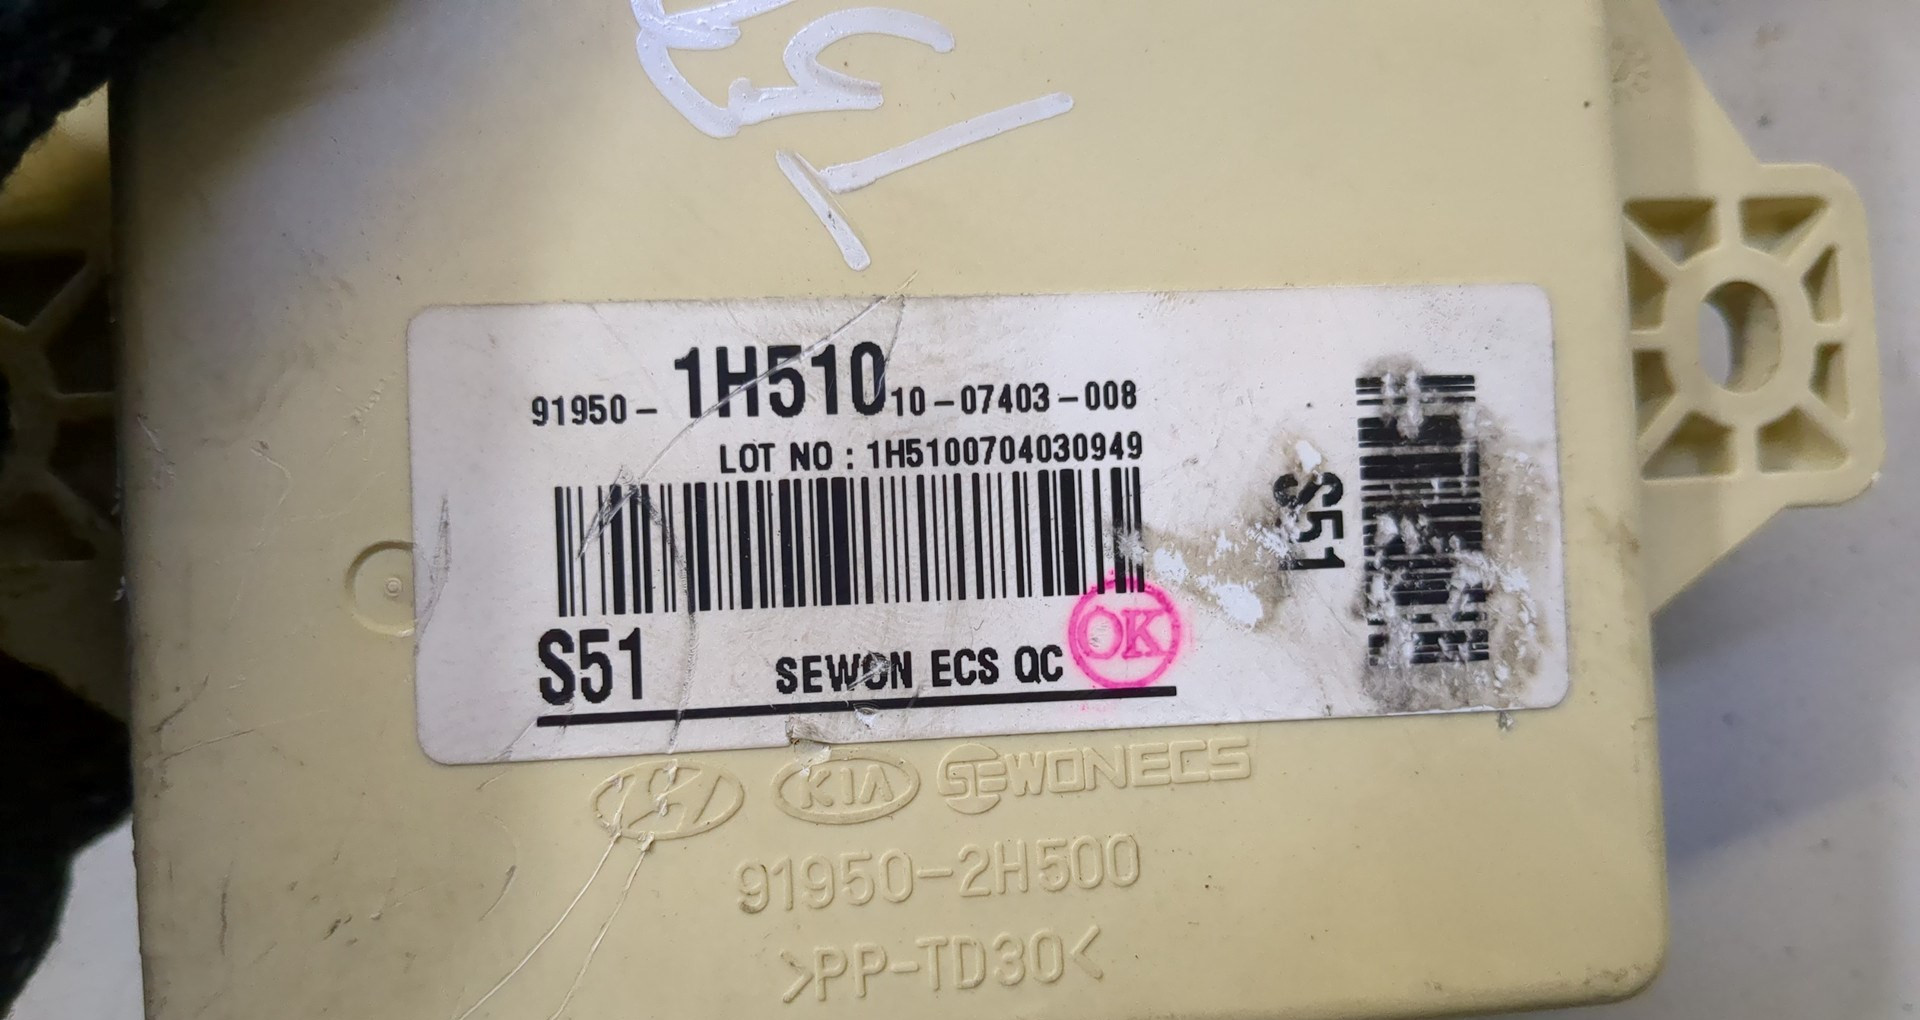 91950-1H510 10-07403-008
LOT NO : 1H5100704030949
S51
SEWON ECS QC
OK
S51
KIA SEWONECS
91950-2H500
>PP-TD30<